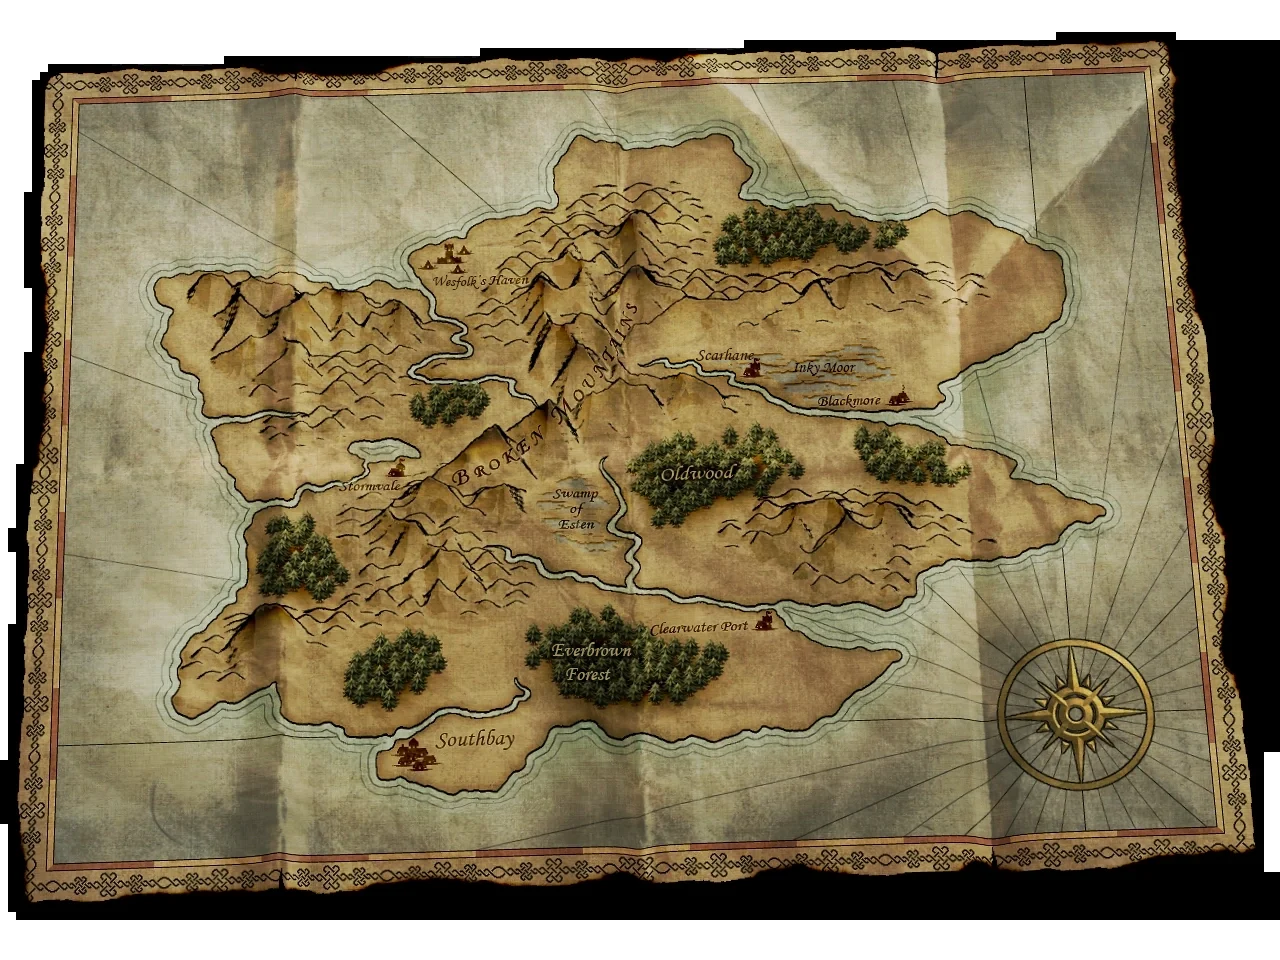 Wesfolk's Haven
BROKEN MOUNTAINS
Scarhane
Inky Moor
Blackmore
Oldwood
Stormvale
Swamp
of
Esten
Clearwater Port
Everbrown
Forest
Southbay